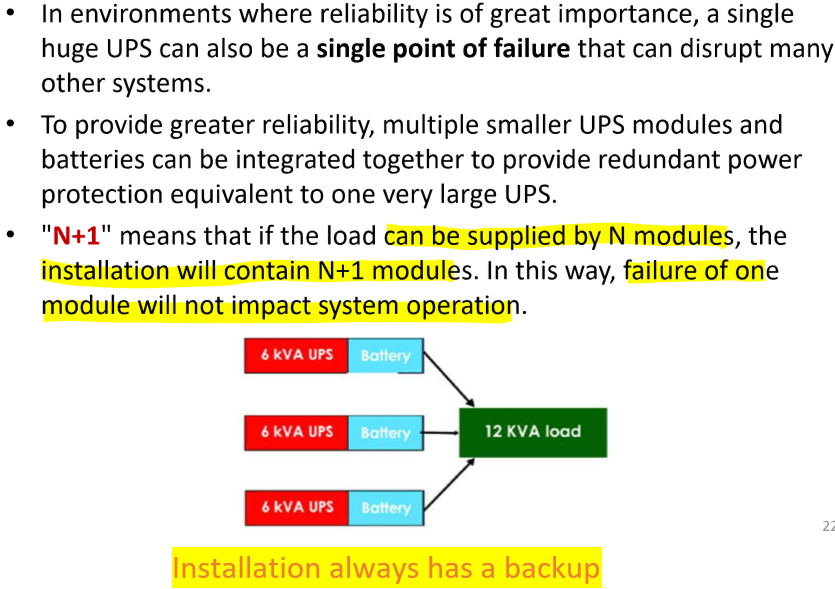 • In environments where reliability is of great importance, a single
huge UPS can also be a single point of failure that can disrupt many
other systems.
• To provide greater reliability, multiple smaller UPS modules and
batteries can be integrated together to provide redundant power
protection equivalent to one very large UPS.
• "N+1" means that if the load can be supplied by N modules, the
installation will contain N+1 modules. In this way, failure of one
module will not impact system operation.
6 kVA UPS Battery
6 kVA UPS Battery
12 KVA load
6 kVA UPS Battery
22
Installation always has a backup